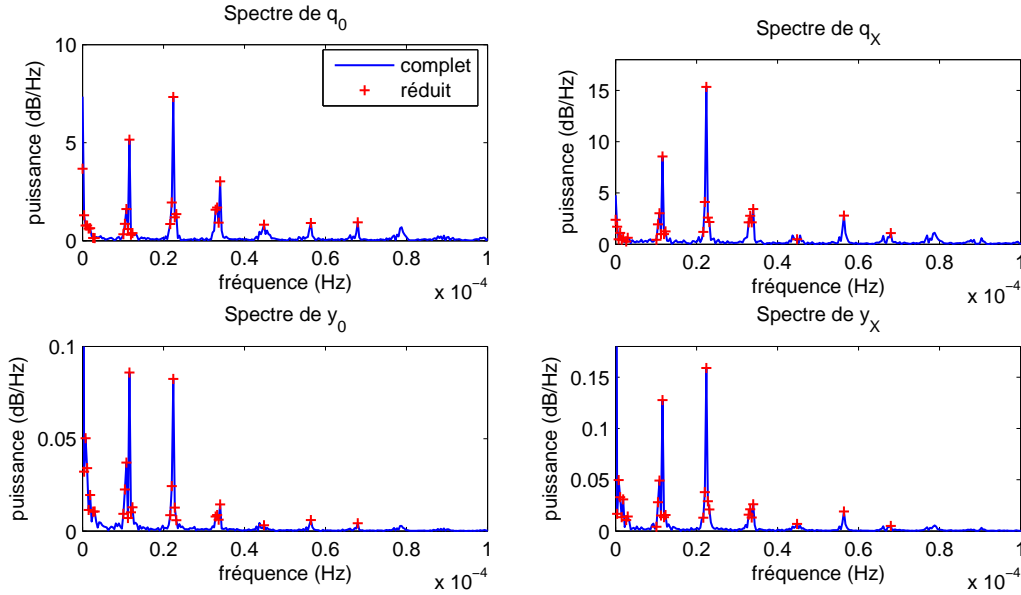 Spectre de q_0
puissance (dB/Hz)
10
5
0
complet
réduit
0 0.2 0.4 0.6 0.8 1
fréquence (Hz)
x 10^-4
Spectre de q_X
puissance (dB/Hz)
15
10
5
0
0 0.2 0.4 0.6 0.8 1
fréquence (Hz)
x 10^-4
Spectre de y_0
puissance (dB/Hz)
0.1
0.05
0
0 0.2 0.4 0.6 0.8 1
fréquence (Hz)
x 10^-4
Spectre de y_X
puissance (dB/Hz)
0.15
0.1
0.05
0
0 0.2 0.4 0.6 0.8 1
fréquence (Hz)
x 10^-4